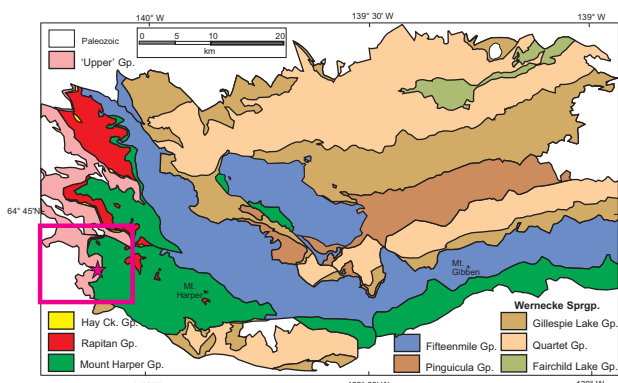 140° W
139° 30' W
139° W
Paleozoic
'Upper' Gp.
0 5 10 20
km
64° 45'N
Mt.
Harper
Mt.
Gibben
Hay Ck. Gp.
Rapitan Gp.
Mount Harper Gp.
Fifteenmile Gp.
Pinguicula Gp.
Wernecke Sprgp.
Gillespie Lake Gp.
Quartet Gp.
Fairchild Lake Gp.